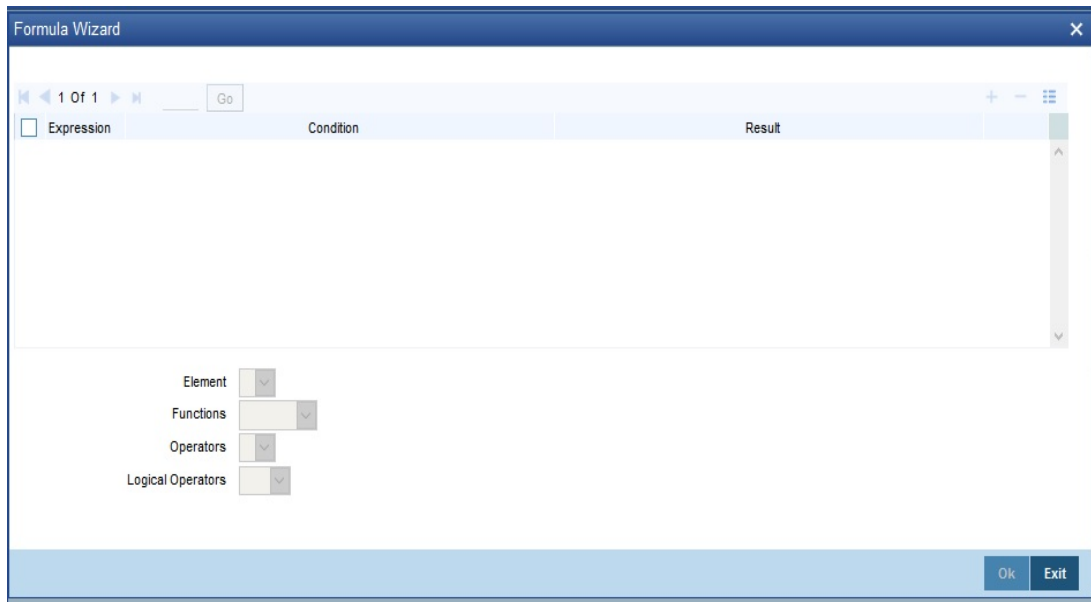 Formula Wizard
1 Of 1 Go
Expression Condition Result
Element
Functions
Operators
Logical Operators
Ok Exit